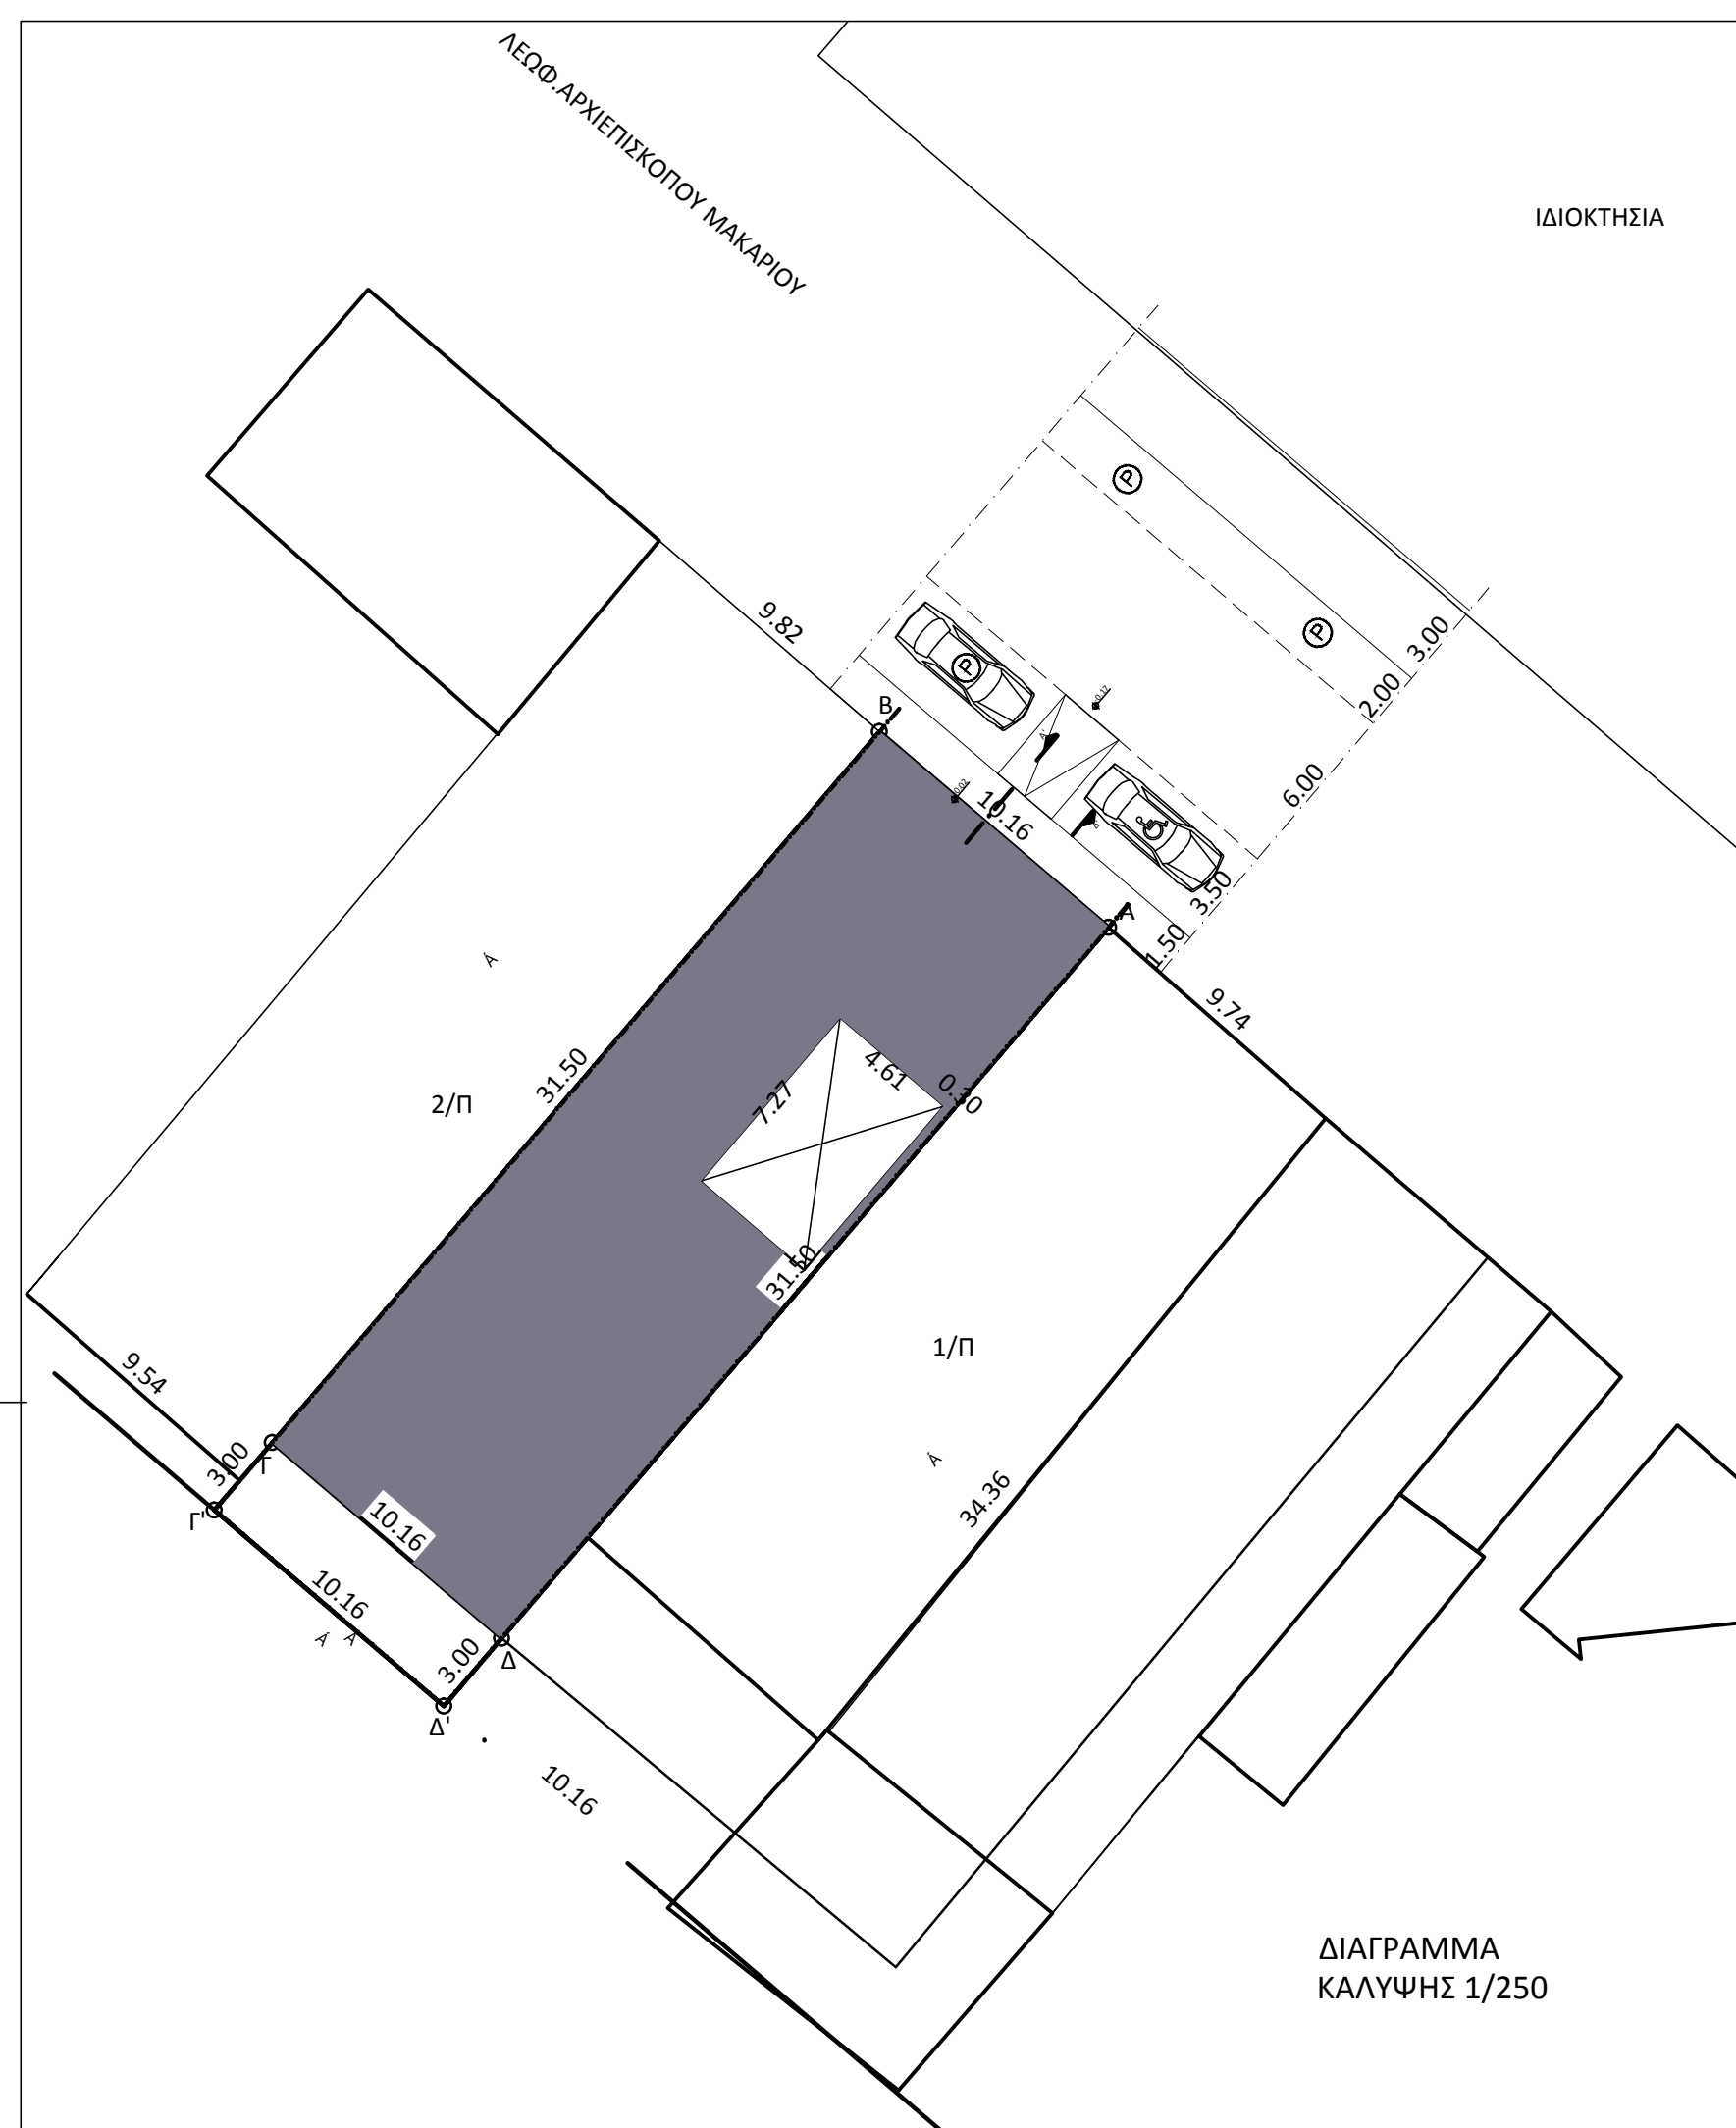 ΛΕΩΦ.ΑΡΧΙΕΠΙΣΚΟΠΟΥ ΜΑΚΑΡΙΟΥ
ΙΔΙΟΚΤΗΣΙΑ
P
P
3.00
9.82
P
2.00
Β
6.00
10.16
3.50
Α
1.50
9.74
31.50
4.61
7.27
0.30
2/Π
31.50
1/Π
9.54
3.00
Γ
34.36
Γ'
10.16
10.16
3.00
Δ
Δ'
10.16
ΔΙΑΓΡΑΜΜΑ
ΚΑΛΥΨΗΣ 1/250